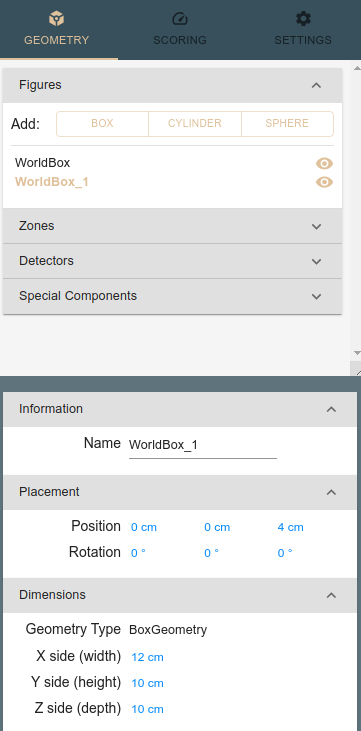 GEOMETRY SCORING SETTINGS
Figures
Add: BOX CYLINDER SPHERE
WorldBox
WorldBox_1
Zones
Detectors
Special Components
Information
Name WorldBox_1
Placement
Position 0 cm 0 cm 4 cm
Rotation 0 ° 0 ° 0 °
Dimensions
Geometry Type BoxGeometry
X side (width) 12 cm
Y side (height) 10 cm
Z side (depth) 10 cm